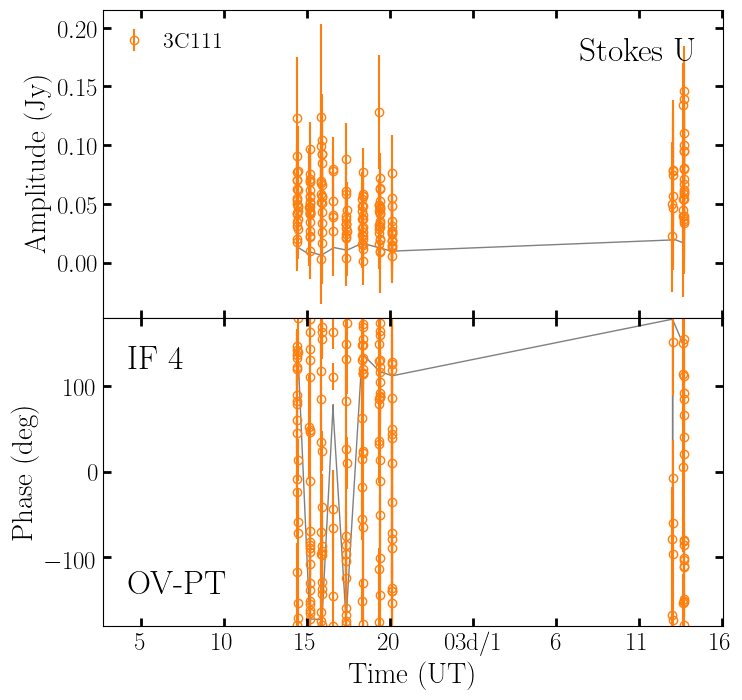 3C111
Stokes U
0.20
0.15
0.10
0.05
0.00
Amplitude (Jy)
IF 4
100
0
−100
Phase (deg)
OV-PT
5 10 15 20 03d/1 6 11 16
Time (UT)